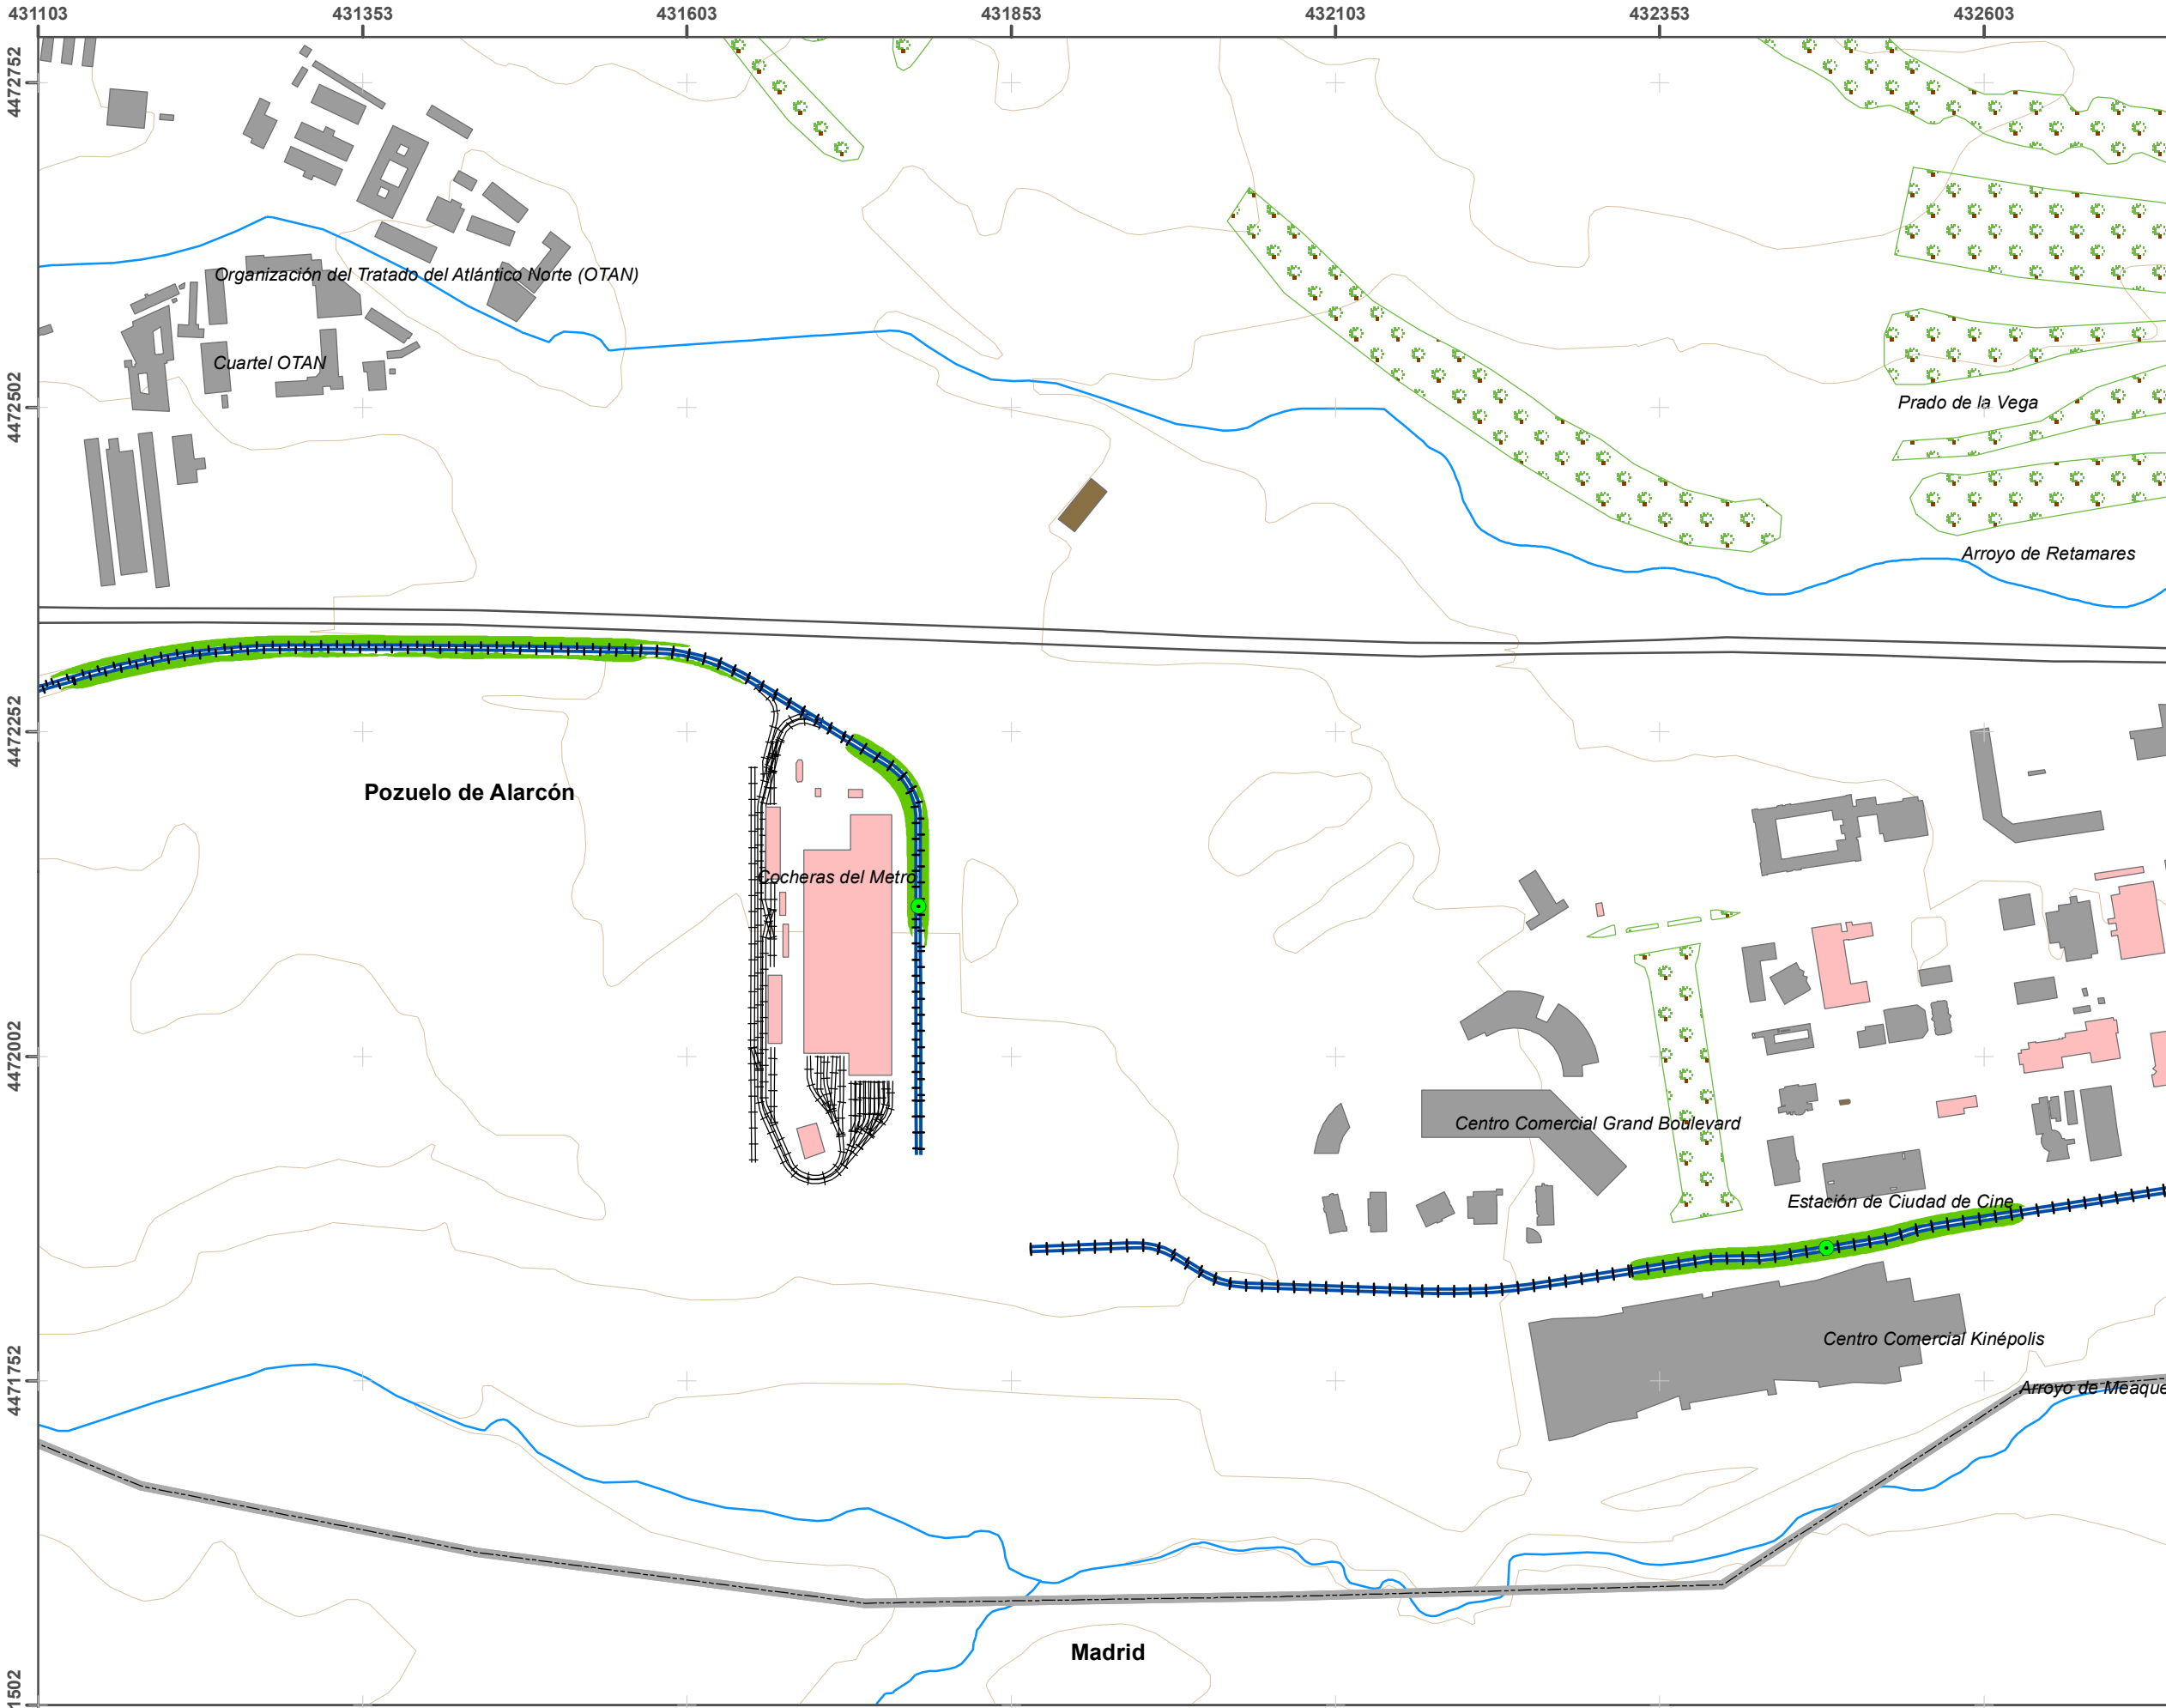 431103 431353 431603 431853 432103 432353 432603
4472752
Organización del Tratado del Atlántico Norte (OTAN)
Cuartel OTAN
Prado de la Vega
4472502
Arroyo de Retamares
4472252
Pozuelo de Alarcón
Cocheras del Metro
4472002
Centro Comercial Grand Boulevard
Estación de Ciudad de Cine
Centro Comercial Kinépolis
4471752
Arroyo de Meaque
Madrid
1502